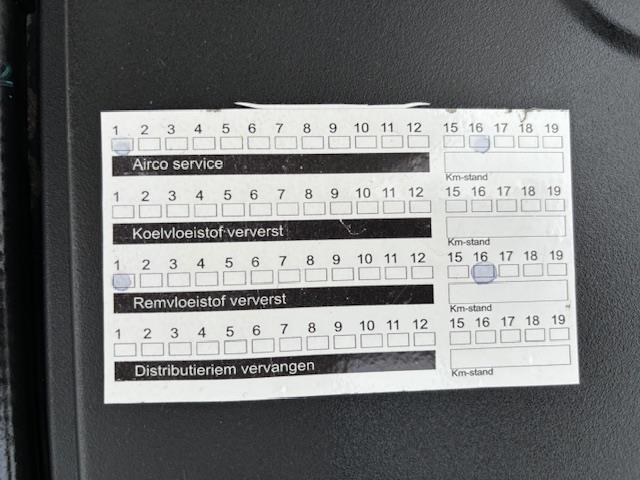 1 2 3 4 5 6 7 8 9 10 11 12 15 16 17 18 19
Airco service
Km-stand
1 2 3 4 5 6 7 8 9 10 11 12 15 16 17 18 19
Koelvloeistof ververst
Km-stand
1 2 3 4 5 6 7 8 9 10 11 12 15 16 17 18 19
Remvloeistof ververst
Km-stand
1 2 3 4 5 6 7 8 9 10 11 12 15 16 17 18 19
Distributieriem vervangen
Km-stand